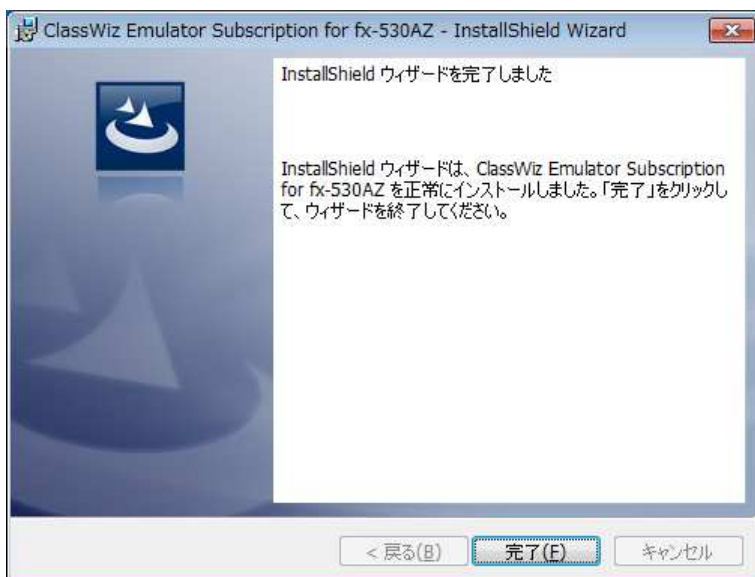 ClassWiz Emulator Subscription for fx-530AZ - InstallShield Wizard
InstallShield ウィザードを完了しました
InstallShield ウィザードは、ClassWiz Emulator Subscription
for fx-530AZ を正常にインストールしました。「完了」をクリックし
て、ウィザードを終了してください。
< 戻る(B) 完了(F) キャンセル